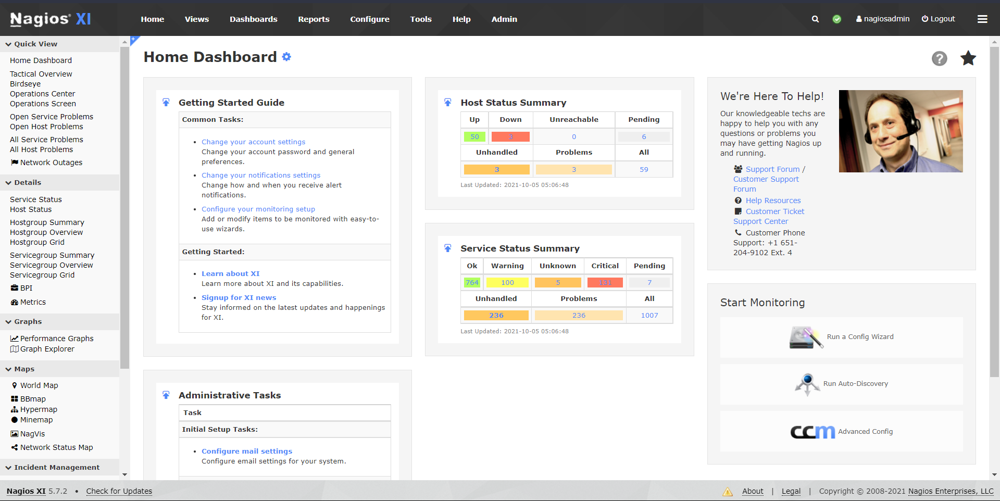 Nagios® XI
Home Views Dashboards Reports Configure Tools Help Admin
nagiosadmin Logout
Quick View
Home Dashboard
Tactical Overview
Birdseye
Operations Center
Operations Screen
Open Service Problems
Open Host Problems
All Service Problems
All Host Problems
Network Outages
Details
Service Status
Host Status
Hostgroup Summary
Hostgroup Overview
Hostgroup Grid
Servicegroup Summary
Servicegroup Overview
Servicegroup Grid
BPI
Metrics
Graphs
Performance Graphs
Graph Explorer
Maps
World Map
BBmap
Hypermap
Minemap
NagVis
Network Status Map
Incident Management
Home Dashboard
Getting Started Guide
Common Tasks:
• Change your account settings
Change your account password and general
preferences.
• Change your notifications settings
Change how and when you receive alert
notifications.
• Configure your monitoring setup
Add or modify items to be monitored with easy-to-
use wizards.
Getting Started:
• Learn about XI
Learn more about XI and its capabilities.
• Signup for XI news
Stay informed on the latest updates and happenings
for XI.
Administrative Tasks
Task
Initial Setup Tasks:
• Configure mail settings
Configure email settings for your system.
Host Status Summary
Up Down Unreachable Pending
50 3 0 6
Unhandled Problems All
3 3 59
Last Updated: 2021-10-05 05:06:48
Service Status Summary
Ok Warning Unknown Critical Pending
764 100 5 131 7
Unhandled Problems All
236 236 1007
Last Updated: 2021-10-05 05:06:48
We're Here To Help!
Our knowledgeable techs are
happy to help you with any
questions or problems you
may have getting Nagios up
and running.
Support Forum /
Customer Support
Forum
Help Resources
Customer Ticket
Support Center
Customer Phone
Support: +1 651-
204-9102 Ext. 4
Start Monitoring
Run a Config Wizard
Run Auto-Discovery
ccm Advanced Config
Nagios XI 5.7.2 • Check for Updates
About | Legal | Copyright © 2008-2021 Nagios Enterprises, LLC